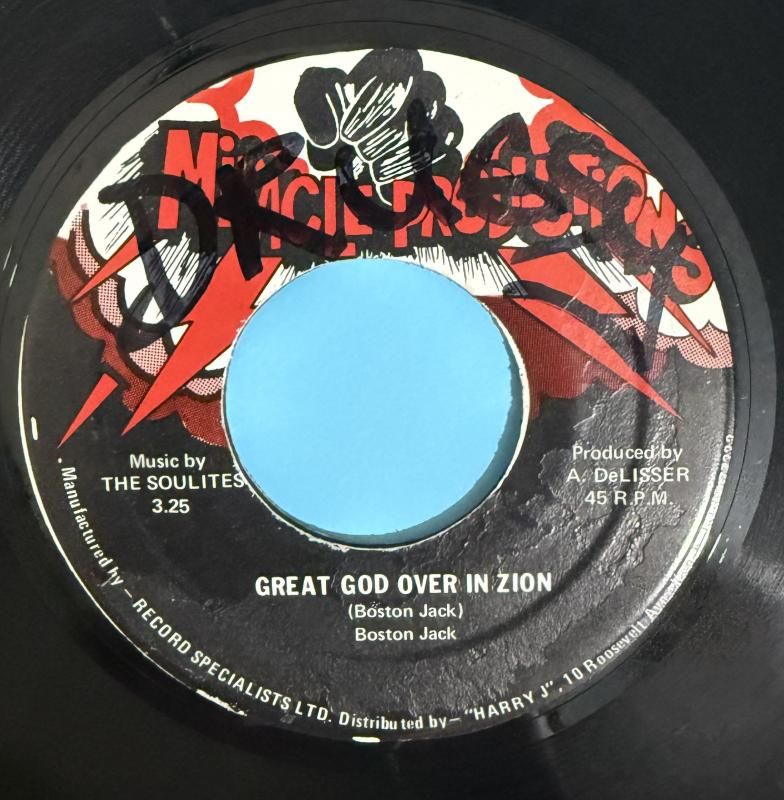 Miracle Productions
Music by
THE SOULITES
3.25
Produced by
A. DeLISSER
45 R.P.M.
GREAT GOD OVER IN ZION
(Boston Jack)
Boston Jack
Manufactured by – RECORD SPECIALISTS LTD. Distributed by – "HARRY J", 10 Roosevelt Ave.